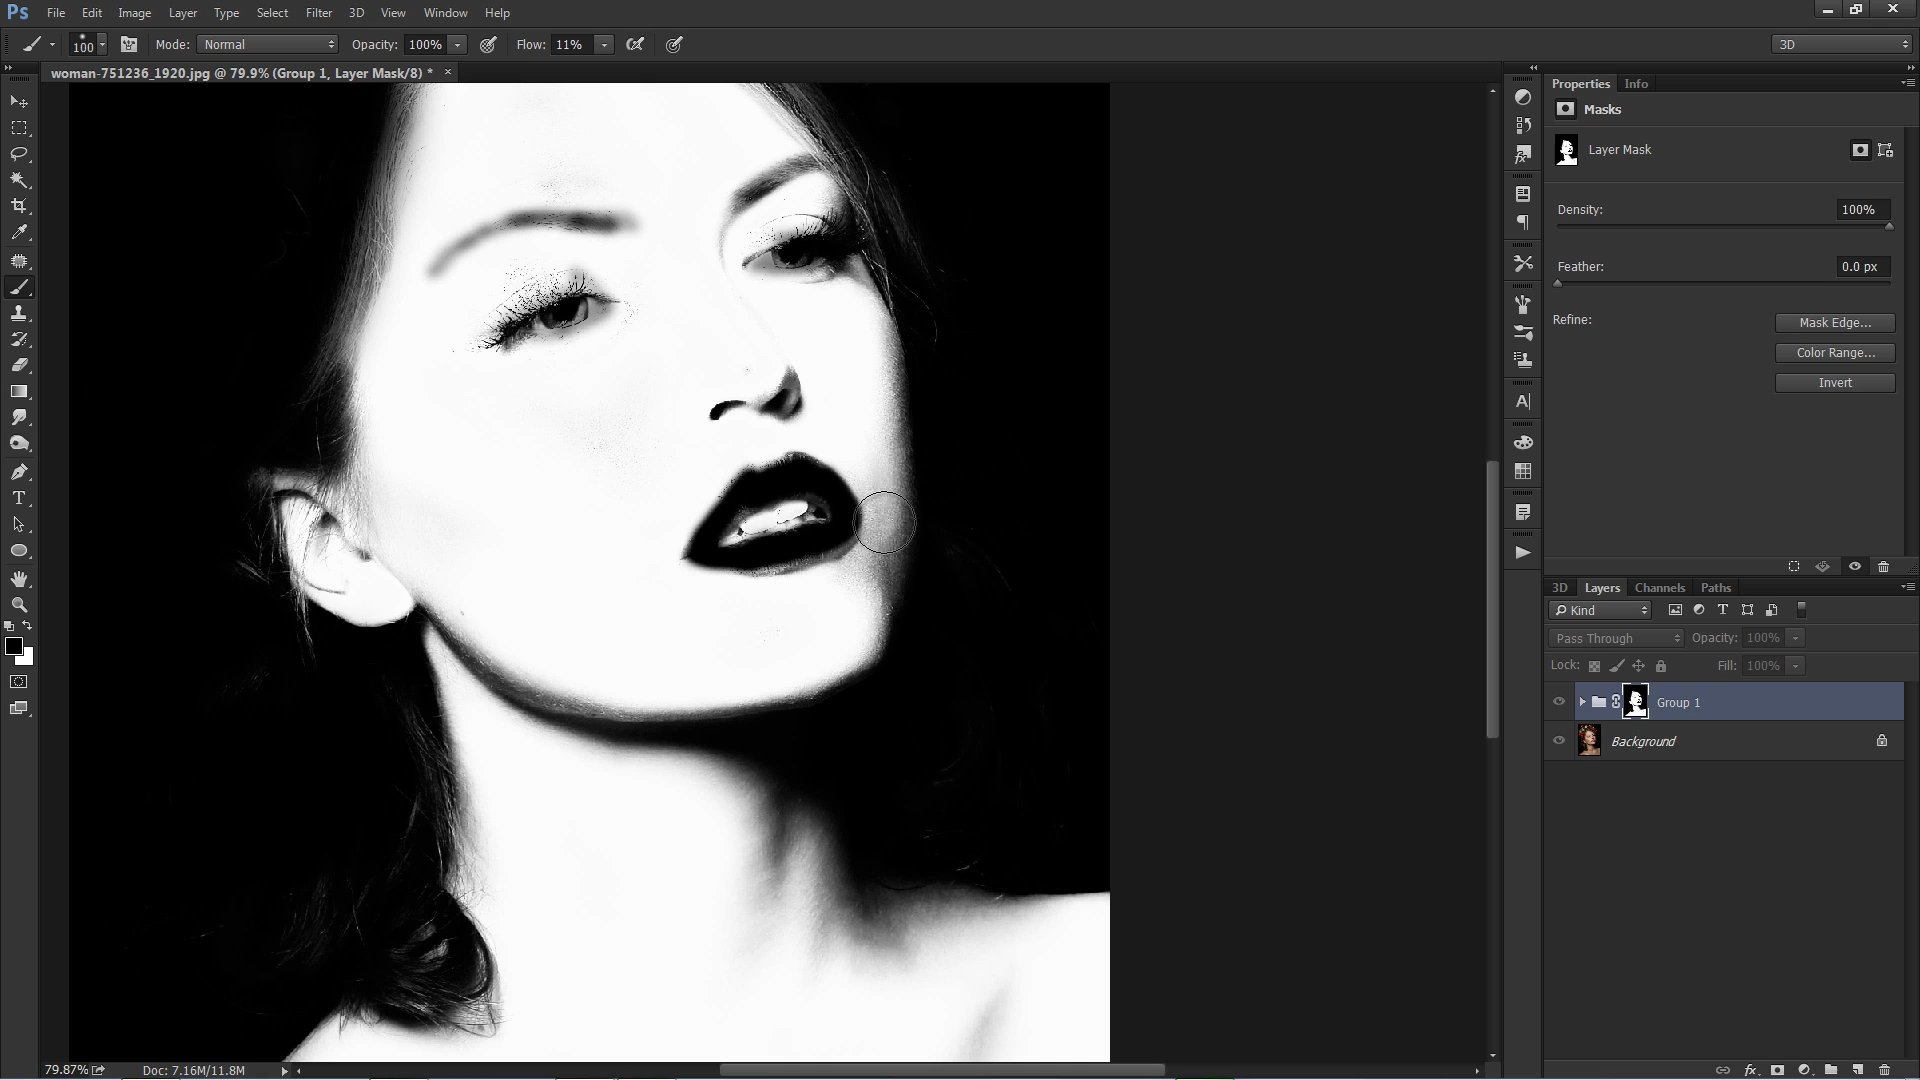 Ps File Edit Image Layer Type Select Filter 3D View Window Help
100 Mode: Normal Opacity: 100% Flow: 11% 3D
woman-751236_1920.jpg @ 79.9% (Group 1, Layer Mask/8) * ×
Properties Info
Masks
Layer Mask
Density: 100%
Feather: 0.0 px
Refine: Mask Edge...
Color Range...
Invert
3D Layers Channels Paths
Kind
Pass Through Opacity: 100%
Lock: Fill: 100%
Group 1
Background
fx
79.87% Doc: 7.16M/11.8M